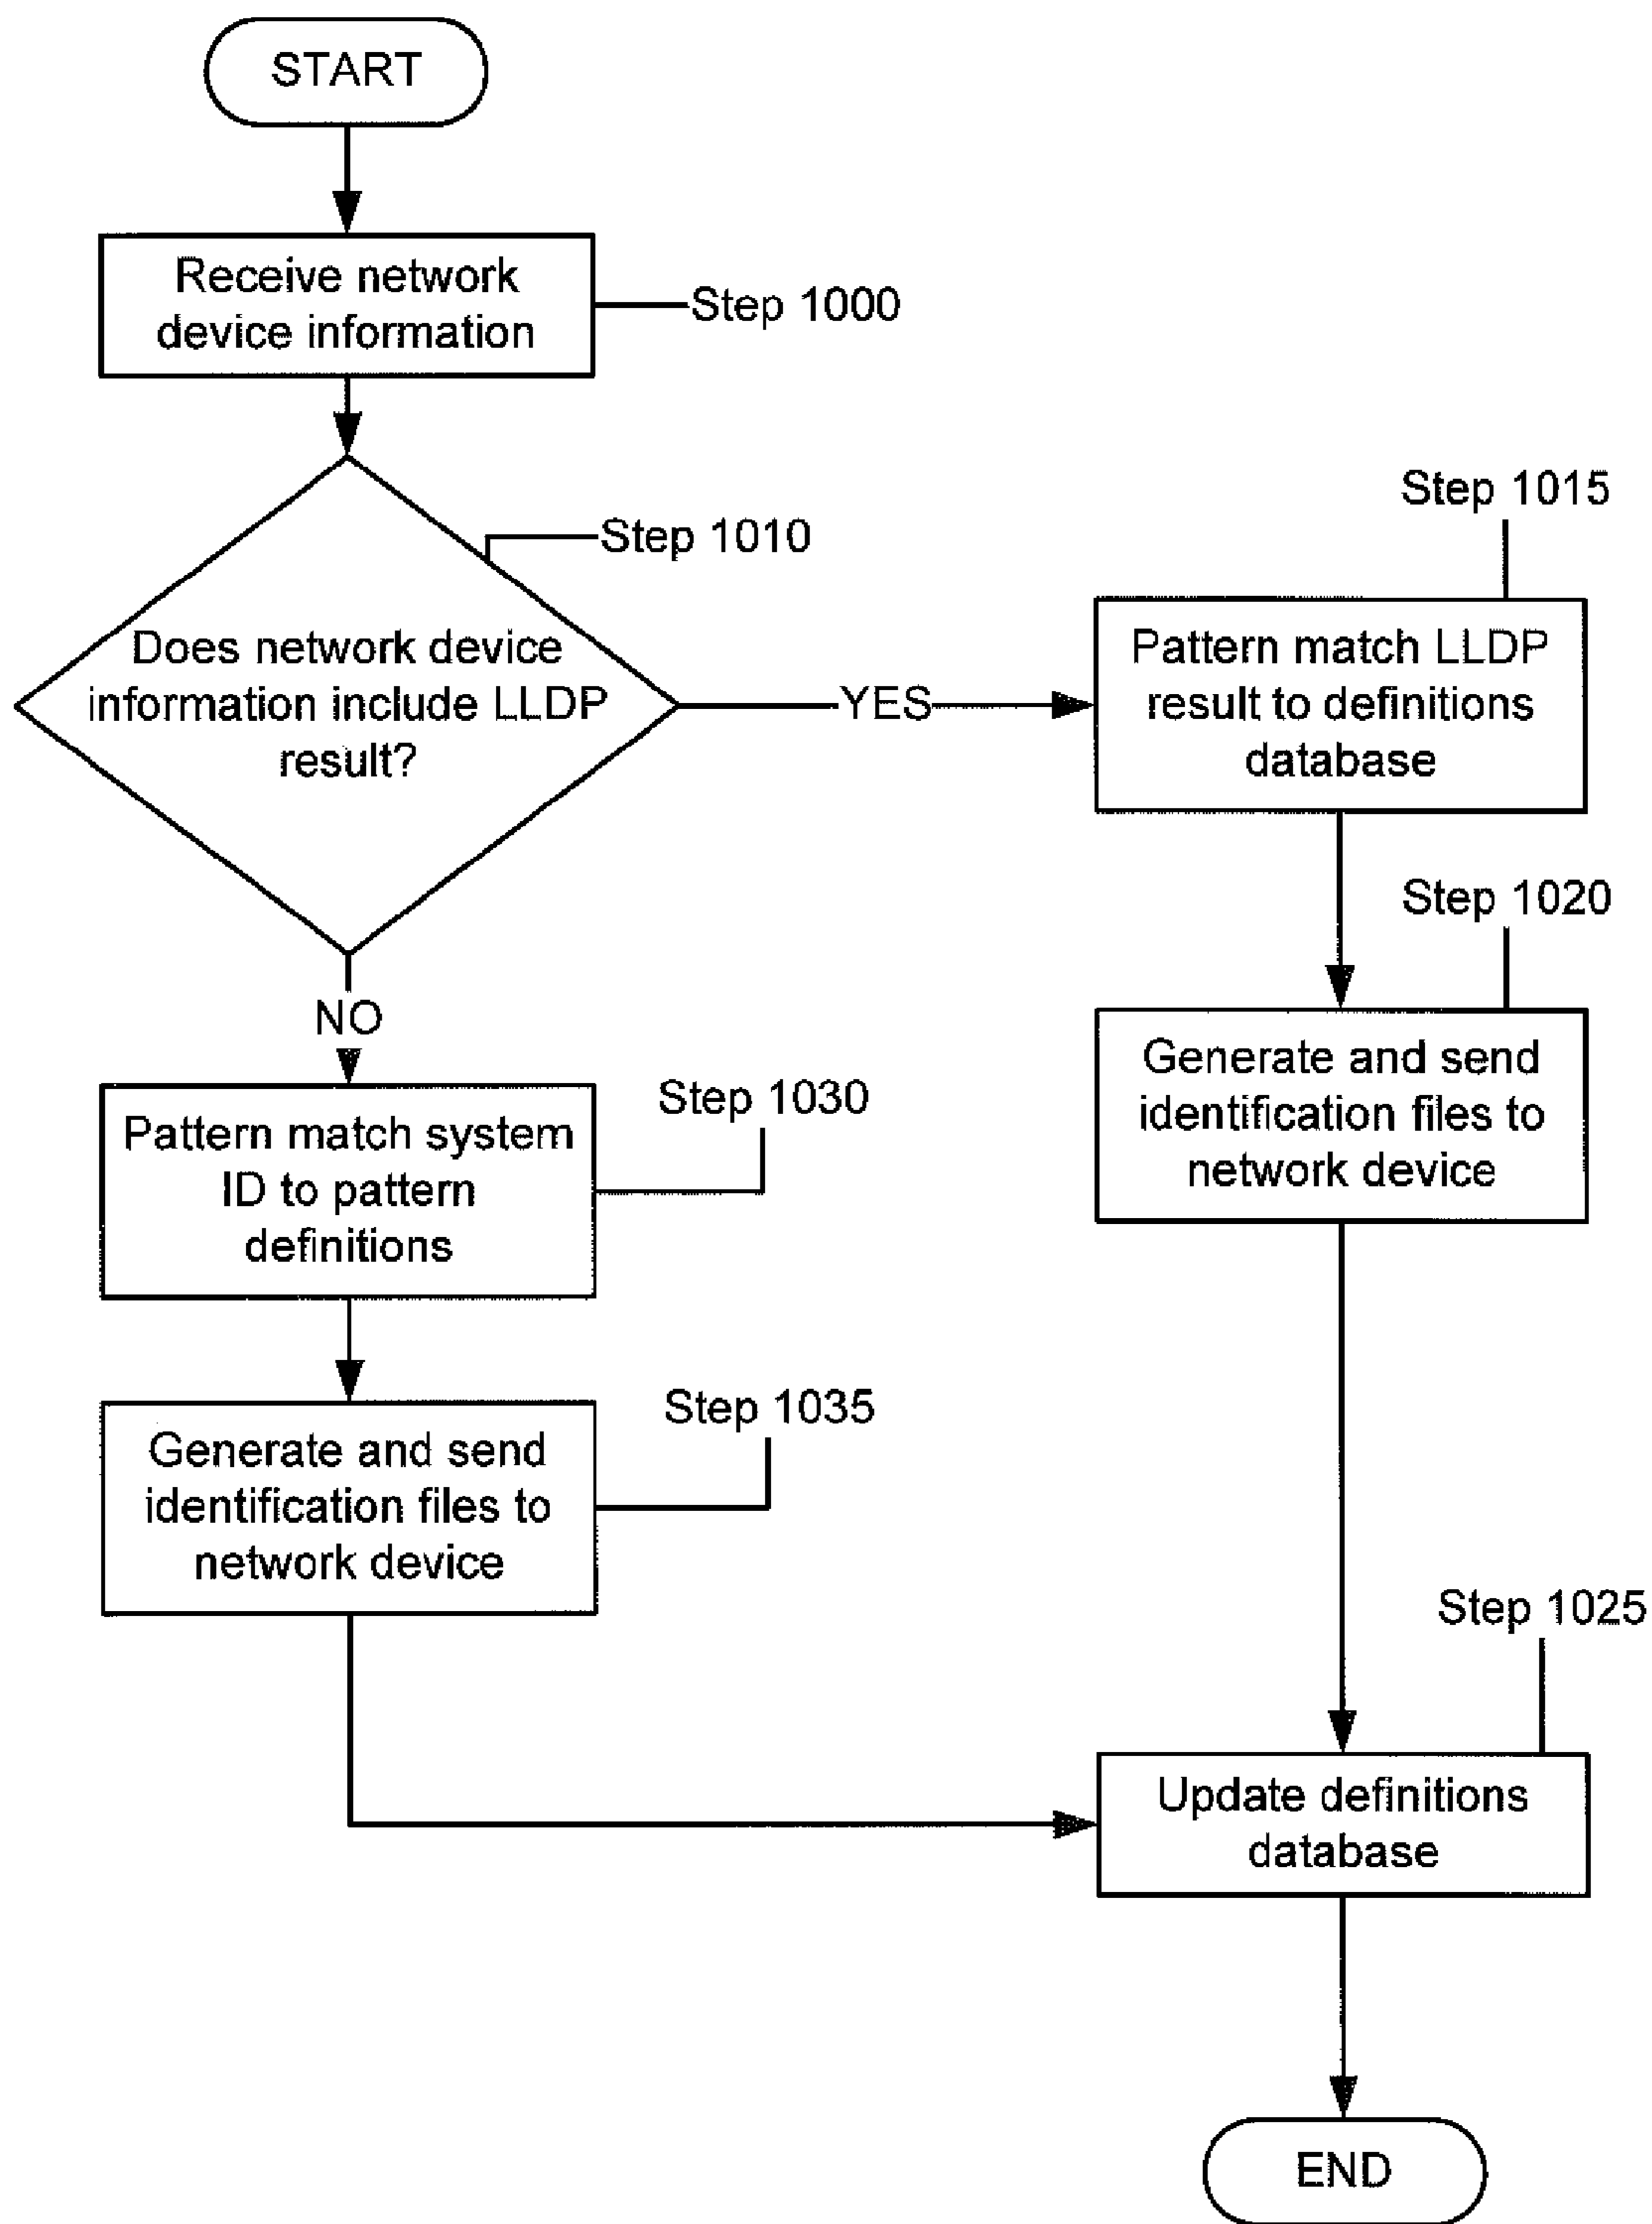 START
Receive network
device information
Step 1000
Step 1010
Does network device
information include LLDP
result?
YES
Step 1015
Pattern match LLDP
result to definitions
database
Step 1020
Generate and send
identification files to
network device
NO
Step 1030
Pattern match system
ID to pattern
definitions
Step 1035
Generate and send
identification files to
network device
Step 1025
Update definitions
database
END